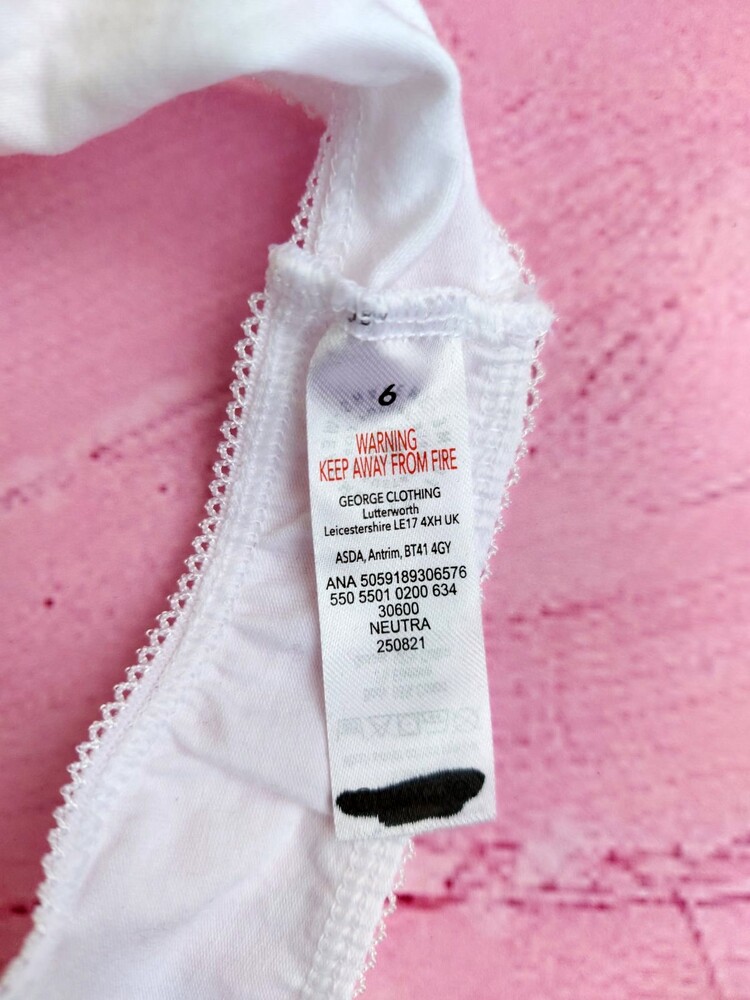 6
WARNING
KEEP AWAY FROM FIRE
GEORGE CLOTHING
Lutterworth
Leicestershire LE17 4XH UK
ASDA, Antrim, BT41 4GY
ANA 5059189306576
550 5501 0200 634
30600
NEUTRA
250821